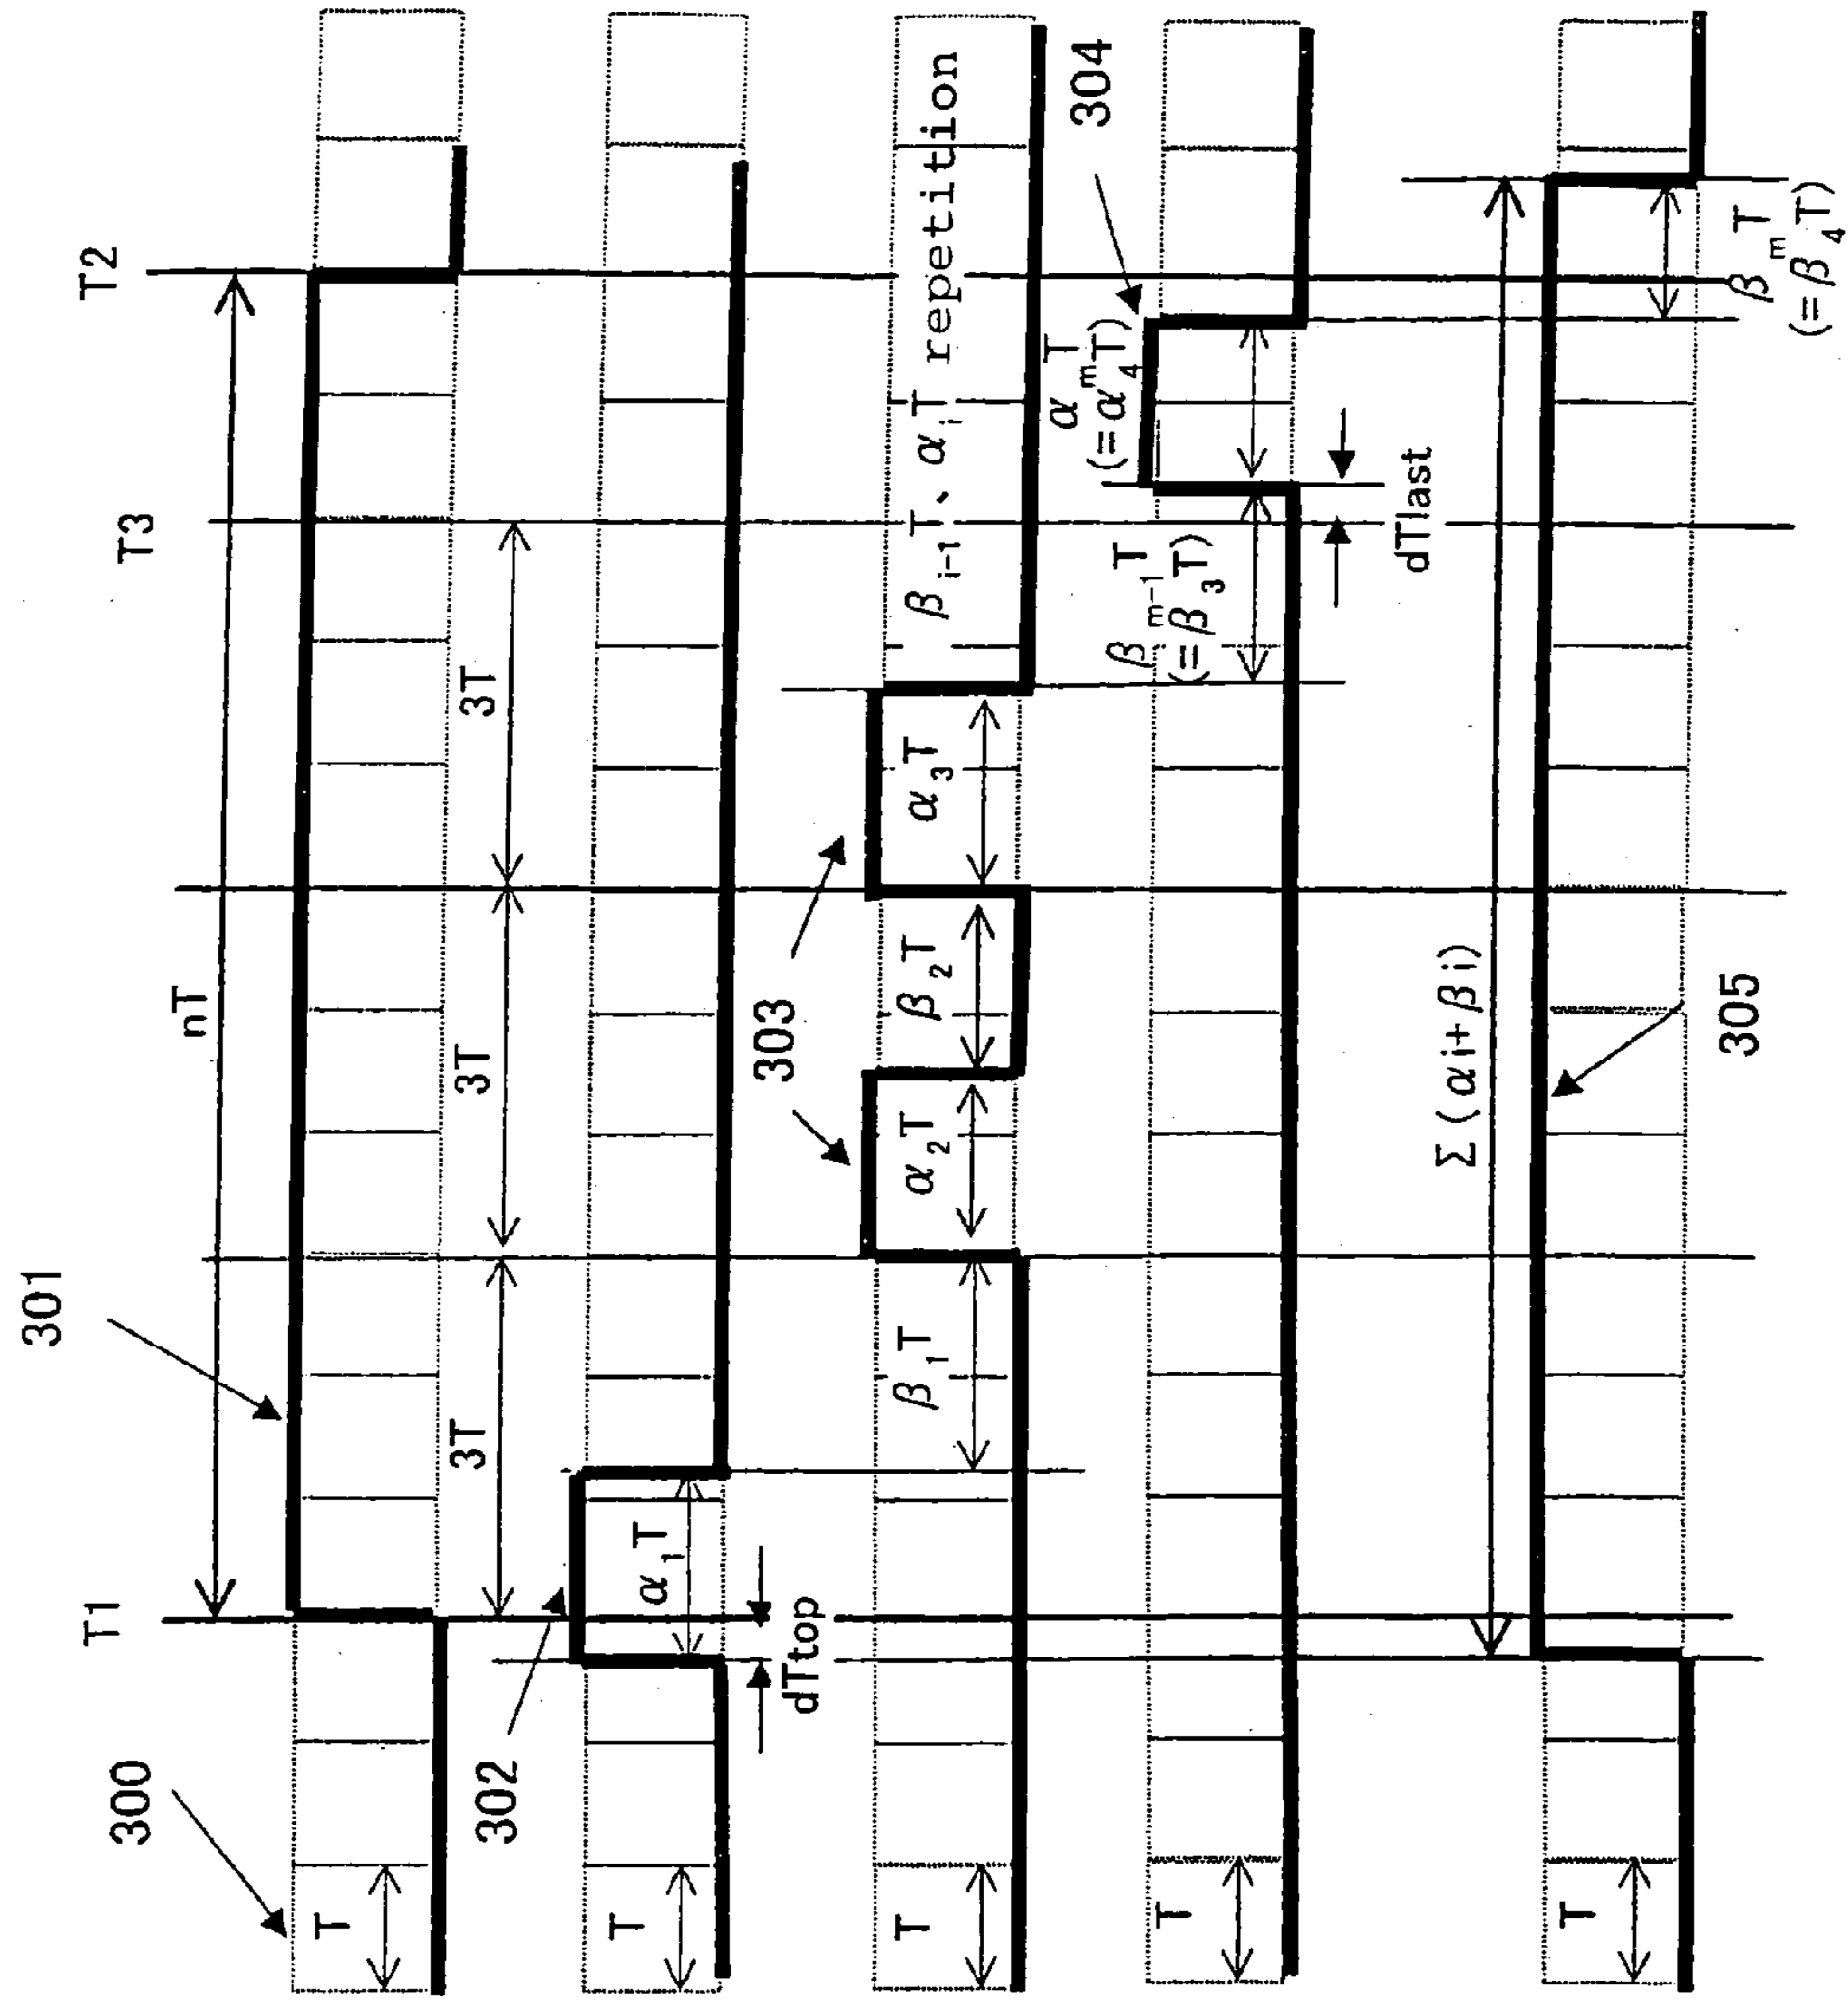 T1
T3
T2
nT
300
301
T
3T
3T
3T
302
T
α₁T
dTtop
303
T
β₁T
α₂T
β₂T
α₃T
βᵢ₋₁T、αᵢT repetition
304
T
βₘ₋₁T
(=β₃T)
αₘT
(=α₄T)
dTlast
Σ(αi+βi)
T
305
βₘT
(=β₄T)